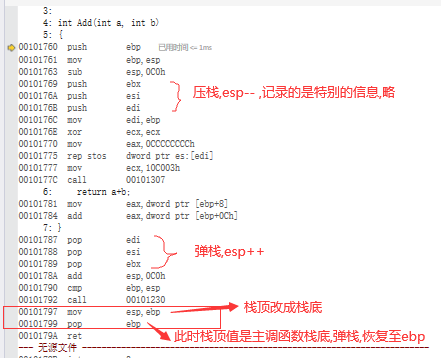 3:
4: int Add(int a, int b)
5: {
00101760 push ebp 已用时间 <= 1ms
00101761 mov ebp,esp
00101763 sub esp,0C0h
00101769 push ebx
0010176A push esi
0010176B push edi
压栈,esp-- ,记录的是特别的信息,略
0010176C mov edi,ebp
0010176E xor ecx,ecx
00101770 mov eax,0CCCCCCCCh
00101775 rep stos dword ptr es:[edi]
00101777 mov ecx,10C003h
0010177C call 00101307
6: return a+b;
00101781 mov eax,dword ptr [ebp+8]
00101784 add eax,dword ptr [ebp+0Ch]
7: }
00101787 pop edi
00101788 pop esi
00101789 pop ebx
弹栈,esp++
0010178A add esp,0C0h
00101790 cmp ebp,esp
00101792 call 00101230
00101797 mov esp,ebp
栈顶改成栈底
00101799 pop ebp
此时栈顶值是主调函数栈底,弹栈,恢复至ebp
0010179A ret
--- 无源文件 ---